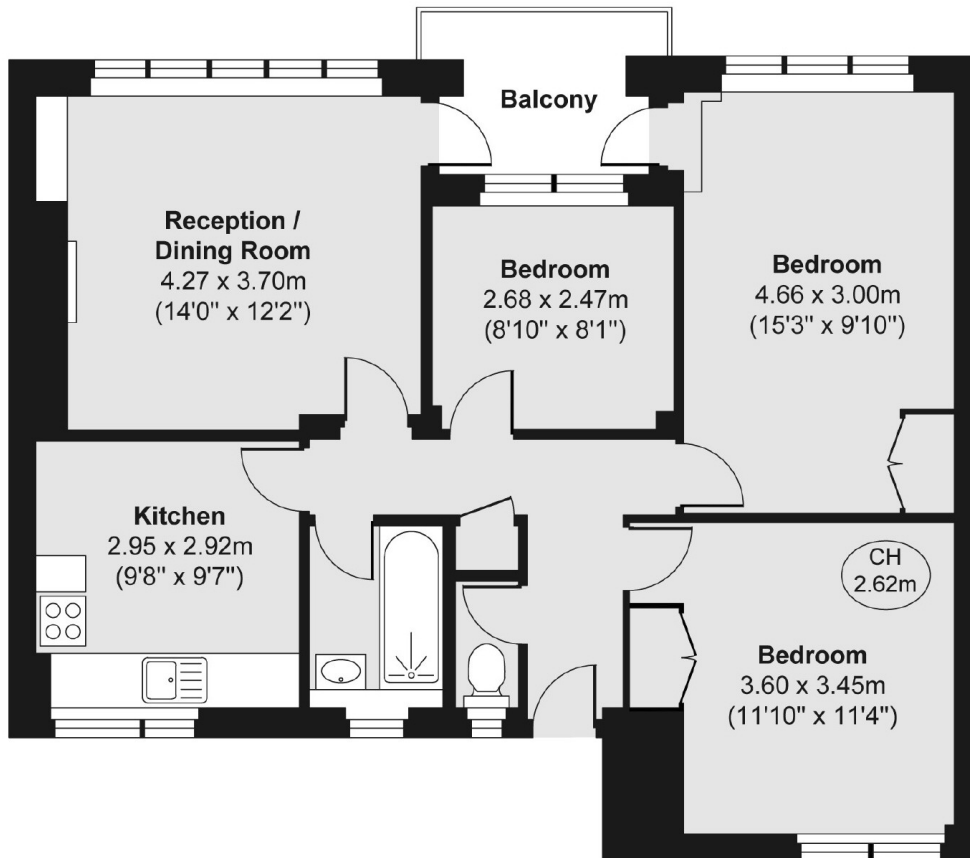 Balcony
Reception /
Dining Room
4.27 x 3.70m
(14'0" x 12'2")
Bedroom
2.68 x 2.47m
(8'10" x 8'1")
Bedroom
4.66 x 3.00m
(15'3" x 9'10")
Kitchen
2.95 x 2.92m
(9'8" x 9'7")
CH
2.62m
Bedroom
3.60 x 3.45m
(11'10" x 11'4")